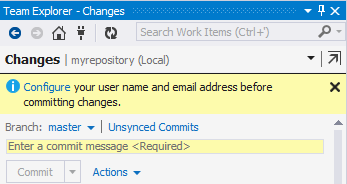 Team Explorer - Changes
Search Work Items (Ctrl+')
Changes | myrepository (Local)
Configure your user name and email address before
committing changes.
Branch: master | Unsynced Commits
Enter a commit message <Required>
Commit Actions